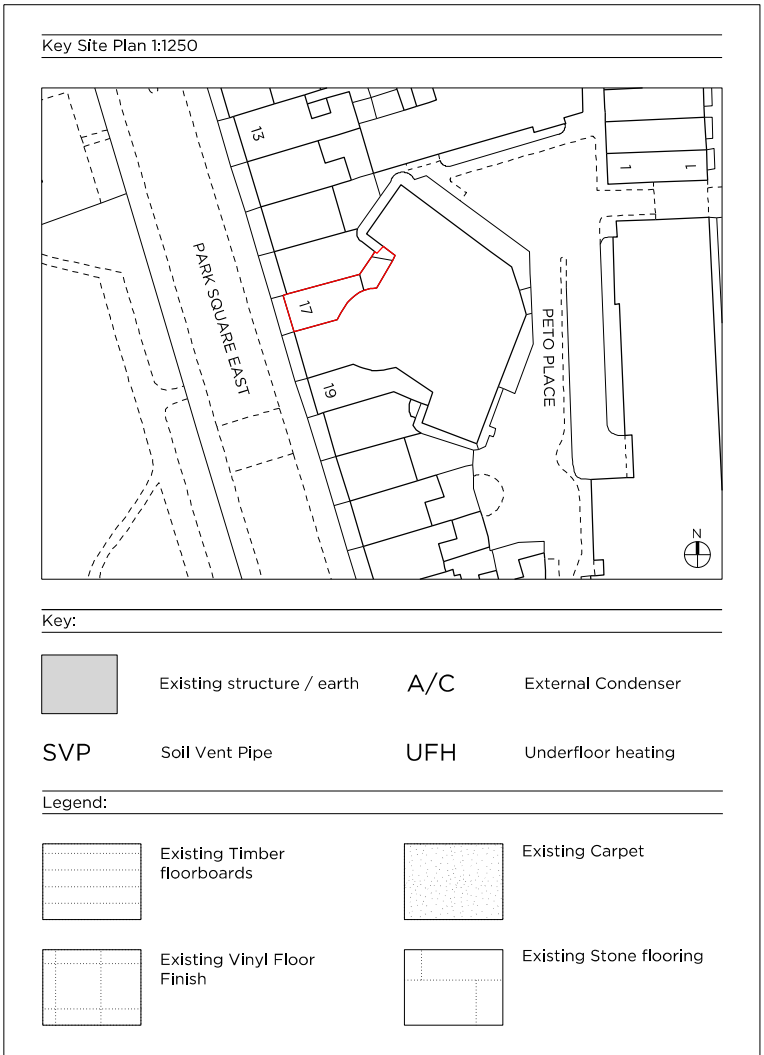 Key Site Plan 1:1250
13
1
1
PARK SQUARE EAST
17
PETO PLACE
19
N
Key:
Existing structure / earth
A/C
External Condenser
SVP
Soil Vent Pipe
UFH
Underfloor heating
Legend:
Existing Timber
floorboards
Existing Carpet
Existing Vinyl Floor
Finish
Existing Stone flooring